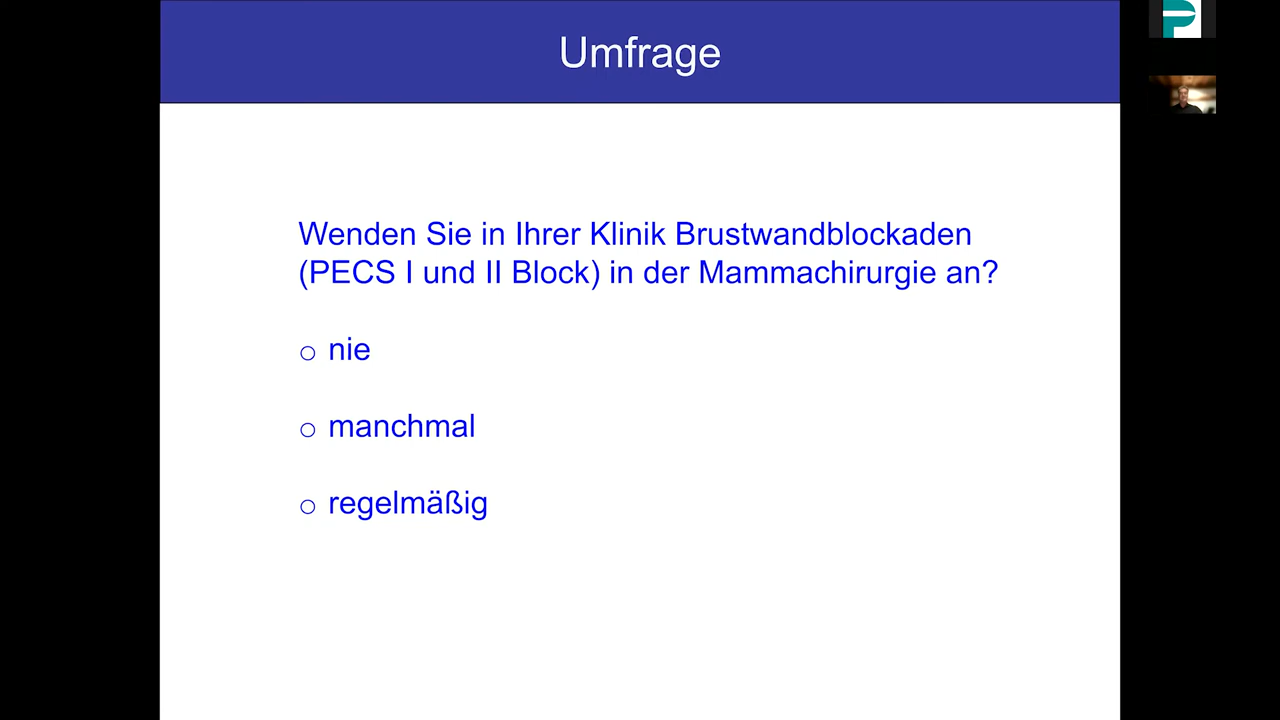 Umfrage
Wenden Sie in Ihrer Klinik Brustwandblockaden
(PECS I und II Block) in der Mammachirurgie an?
○ nie
○ manchmal
○ regelmäßig